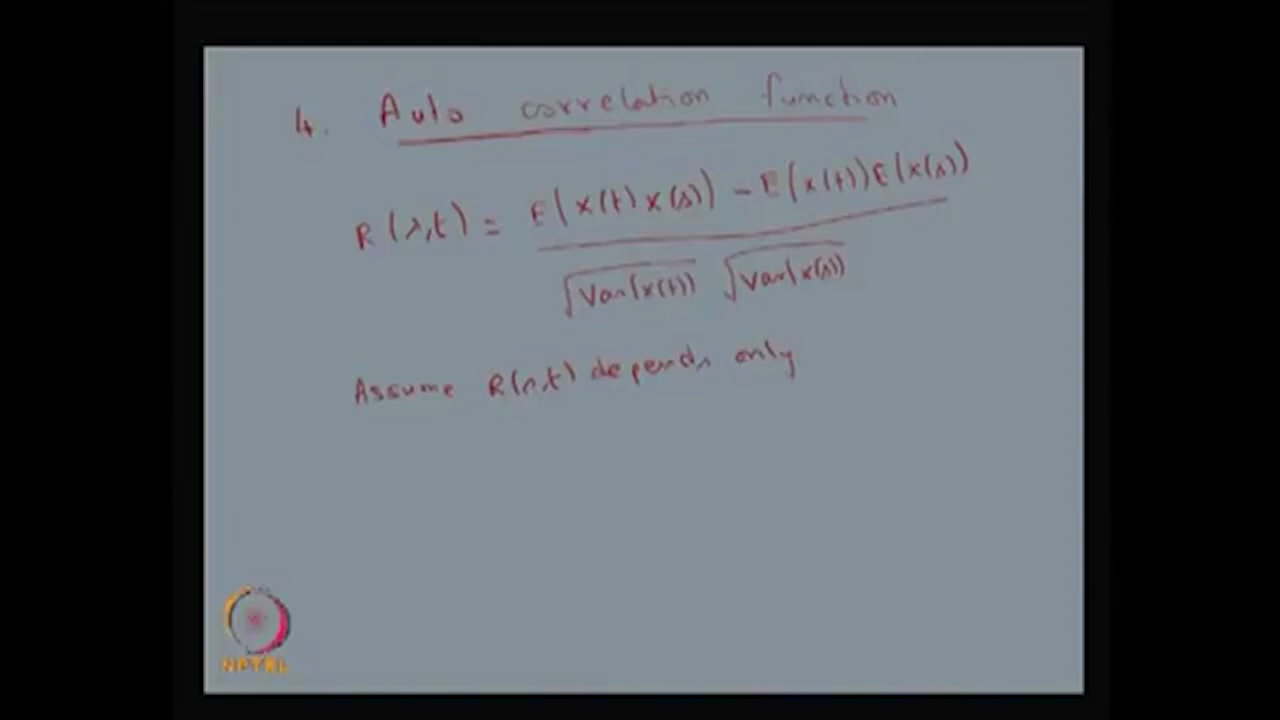 4. Auto correlation function
R(s,t) = E(x(t)x(s)) - E(x(t))E(x(s))
√Var(x(t)) √Var(x(s))
Assume R(s,t) depends only
NPTEL